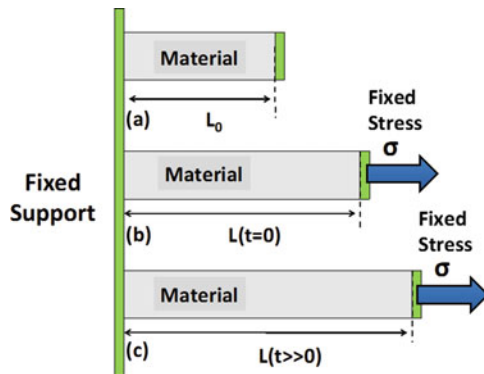 Material
(a)
L₀
Fixed
Stress
σ
Material
Fixed
Support
(b)
L(t=0)
Fixed
Stress
σ
Material
(c)
L(t>>0)